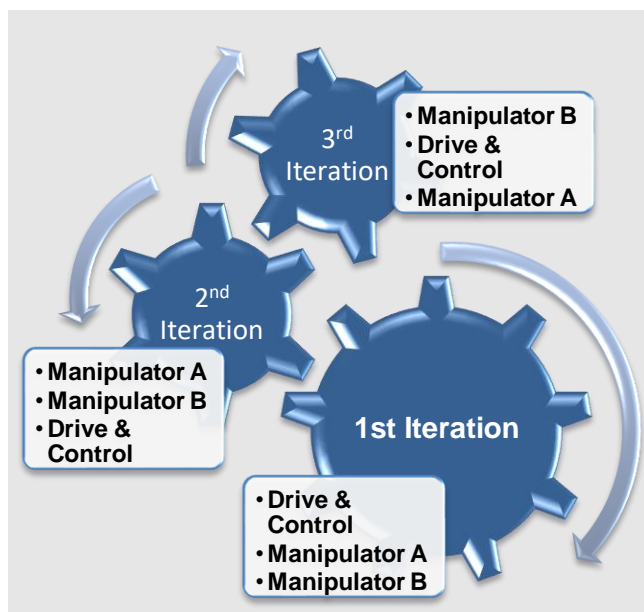 3rd
Iteration
• Manipulator B
• Drive &
Control
• Manipulator A
2nd
Iteration
• Manipulator A
• Manipulator B
• Drive &
Control
1st Iteration
• Drive &
Control
• Manipulator A
• Manipulator B